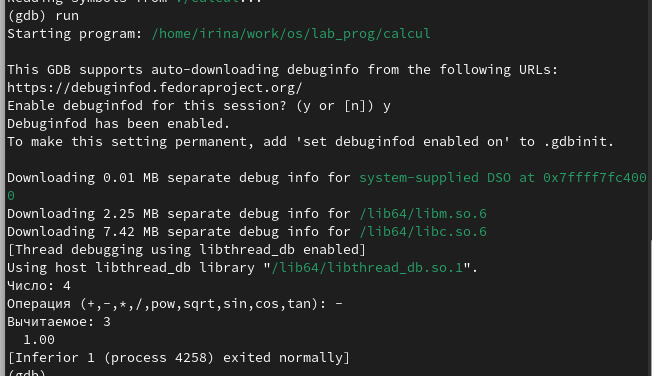 Reading symbols from ./calcul...
(gdb) run
Starting program: /home/irina/work/os/lab_prog/calcul
This GDB supports auto-downloading debuginfo from the following URLs:
https://debuginfod.fedoraproject.org/
Enable debuginfod for this session? (y or [n]) y
Debuginfod has been enabled.
To make this setting permanent, add 'set debuginfod enabled on' to .gdbinit.
Downloading 0.01 MB separate debug info for system-supplied DSO at 0x7ffff7fc400
0
Downloading 2.25 MB separate debug info for /lib64/libm.so.6
Downloading 7.42 MB separate debug info for /lib64/libc.so.6
[Thread debugging using libthread_db enabled]
Using host libthread_db library "/lib64/libthread_db.so.1".
Число: 4
Операция (+,-,*,/,pow,sqrt,sin,cos,tan): -
Вычитаемое: 3
1.00
[Inferior 1 (process 4258) exited normally]
(gdb)